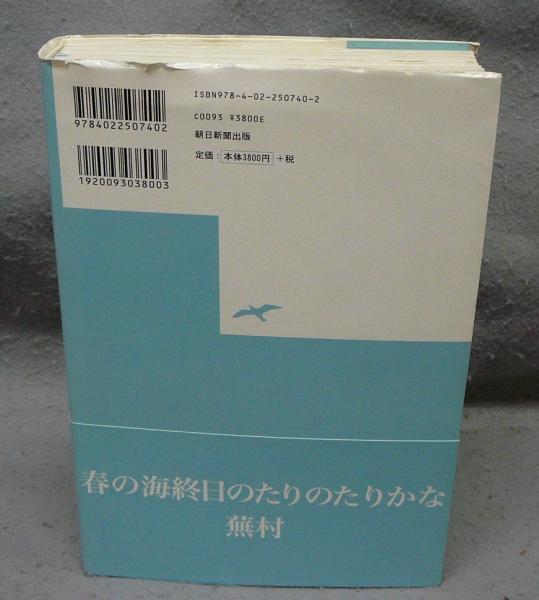 ISBN978-4-02-250740-2
C0093 ¥3800E
朝日新聞出版
定価：本体3800円 +税
9784022507402
1920093038003
春の海終日のたりのたりかな
蕪村